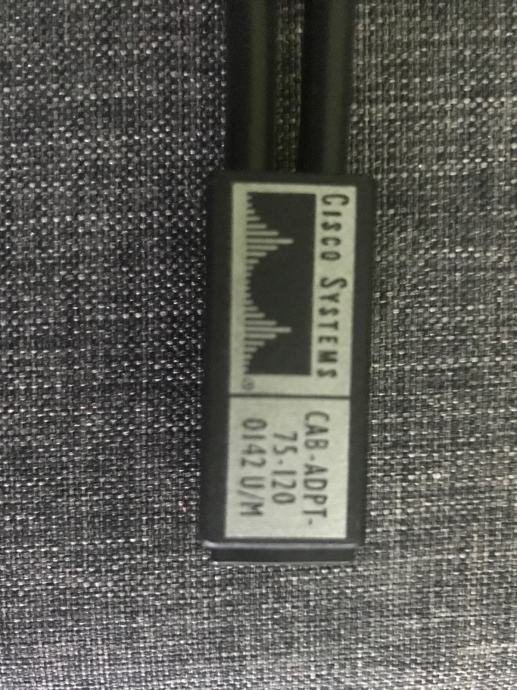 CISCO SYSTEMS
®
CAB-ADPT-
75-120
0142 U/M